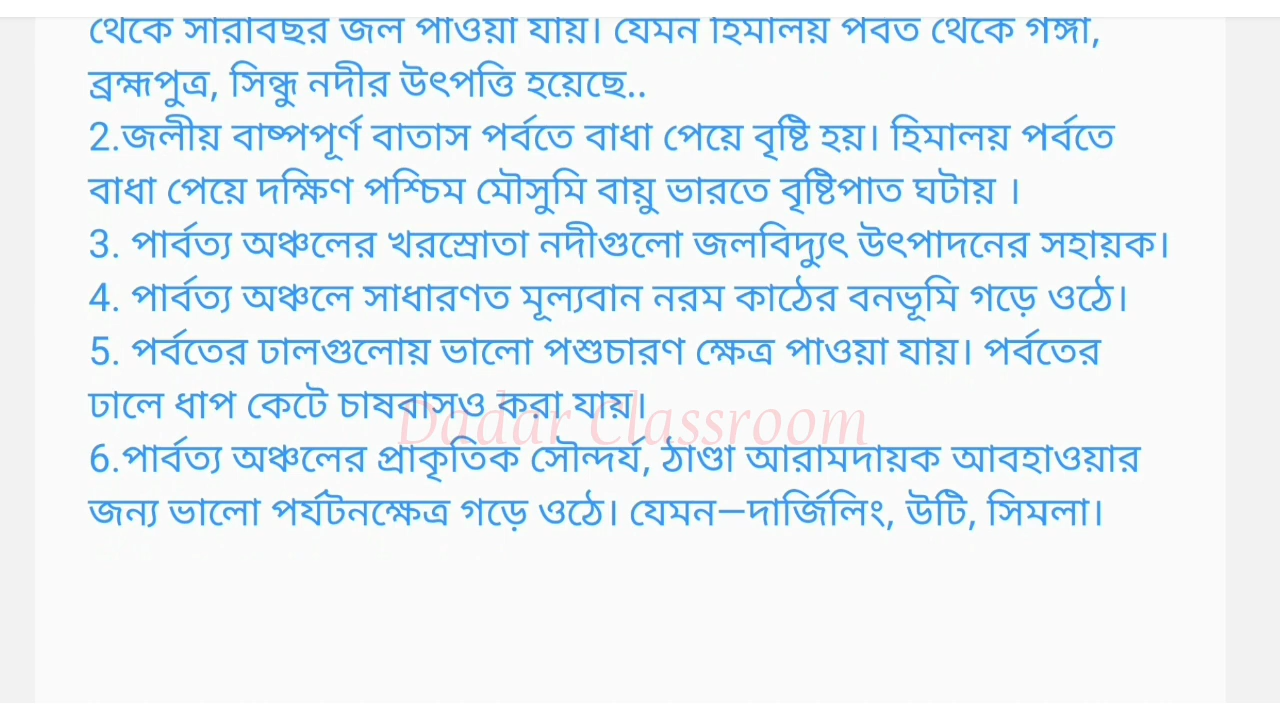 থেকে সারাবছর জল পাওয়া যায়। যেমন হিমালয় পর্বত থেকে গঙ্গা,
ব্রহ্মপুত্র, সিন্ধু নদীর উৎপত্তি হয়েছে..
2.জলীয় বাষ্পপূর্ণ বাতাস পর্বতে বাধা পেয়ে বৃষ্টি হয়। হিমালয় পর্বতে
বাধা পেয়ে দক্ষিণ পশ্চিম মৌসুমি বায়ু ভারতে বৃষ্টিপাত ঘটায় ।
3. পার্বত্য অঞ্চলের খরস্রোতা নদীগুলো জলবিদ্যুৎ উৎপাদনের সহায়ক।
4. পার্বত্য অঞ্চলে সাধারণত মূল্যবান নরম কাঠের বনভূমি গড়ে ওঠে।
5. পর্বতের ঢালগুলোয় ভালো পশুচারণ ক্ষেত্র পাওয়া যায়। পর্বতের
ঢালে ধাপ কেটে চাষবাসও করা যায়।
Dadar Classroom
6.পার্বত্য অঞ্চলের প্রাকৃতিক সৌন্দর্য, ঠাণ্ডা আরামদায়ক আবহাওয়ার
জন্য ভালো পর্যটনক্ষেত্র গড়ে ওঠে। যেমন—দার্জিলিং, উটি, সিমলা।